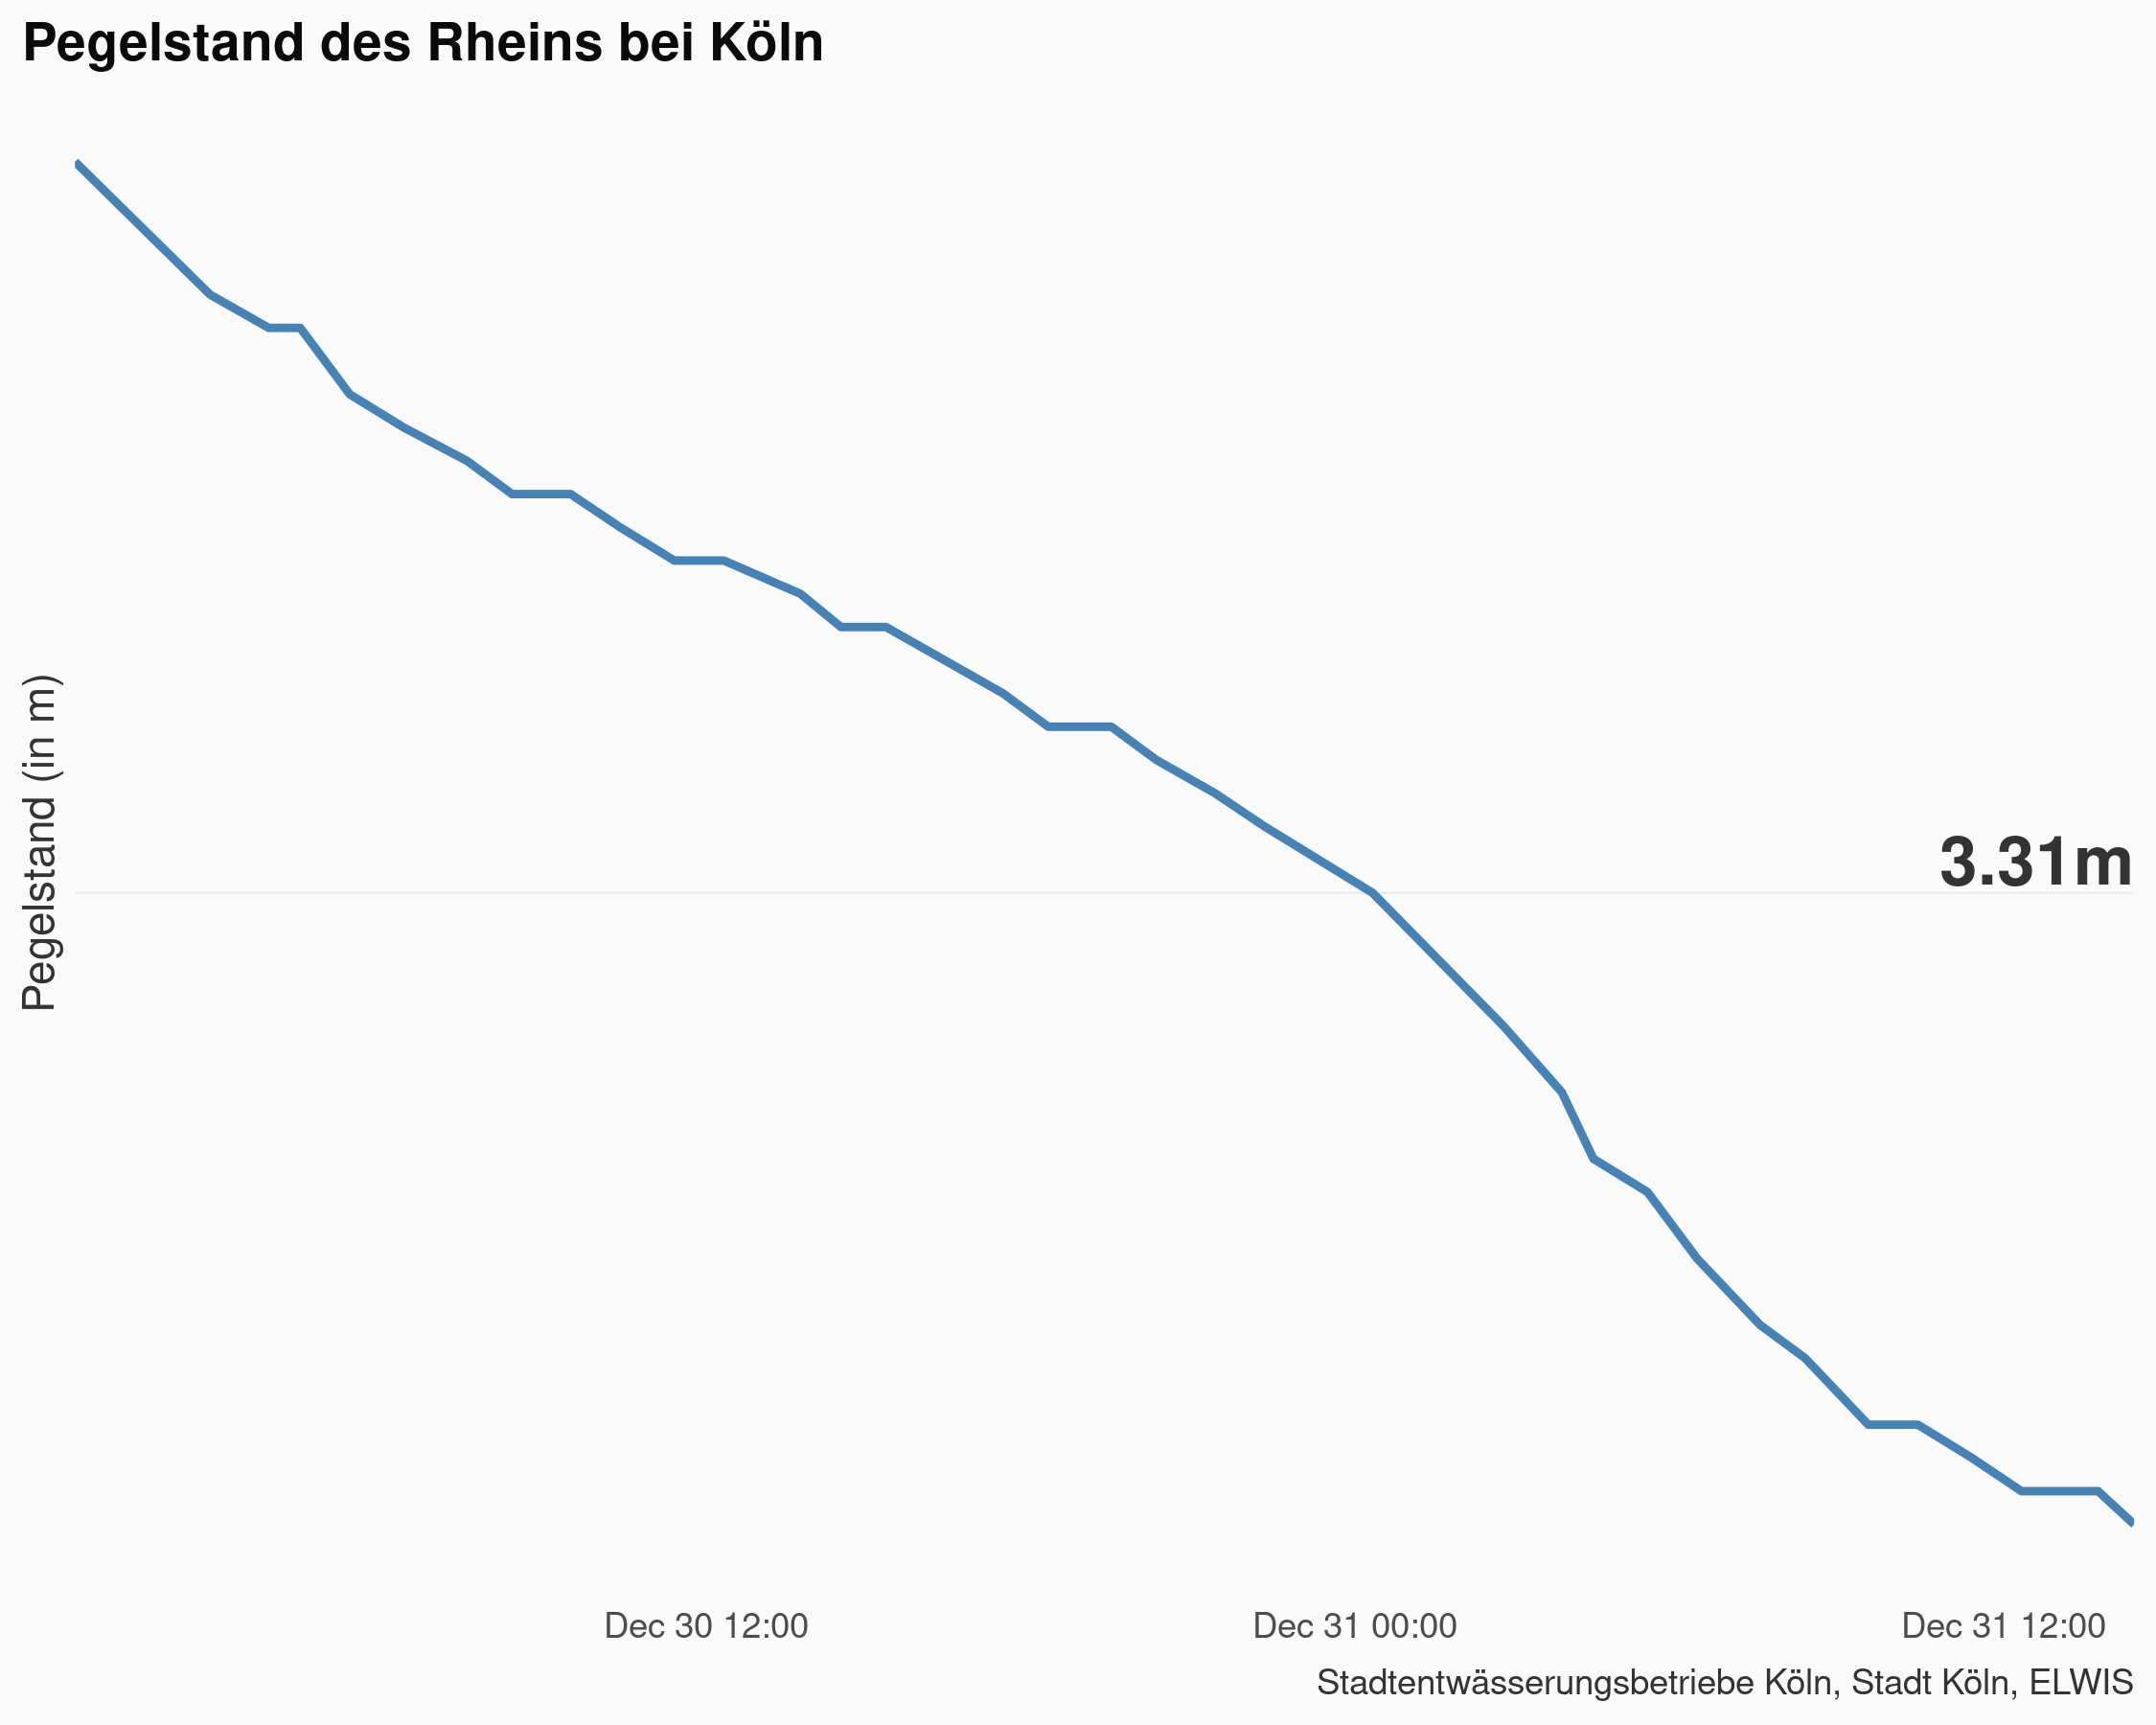 Pegelstand des Rheins bei Köln
Pegelstand (in m)
3.31m
Dec 30 12:00
Dec 31 00:00
Dec 31 12:00
Stadtentwässerungsbetriebe Köln, Stadt Köln, ELWIS